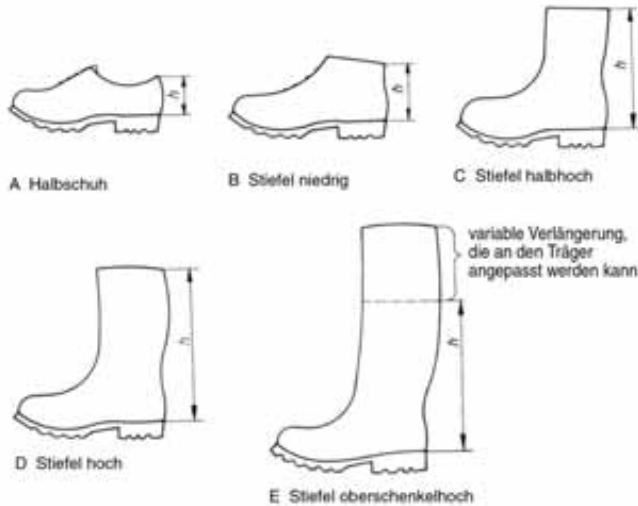 h
h
h
A Halbschuh
B Stiefel niedrig
C Stiefel halbhoch
variable Verlängerung,
die an den Träger
angepasst werden kann
h
h
D Stiefel hoch
E Stiefel oberschenkelhoch